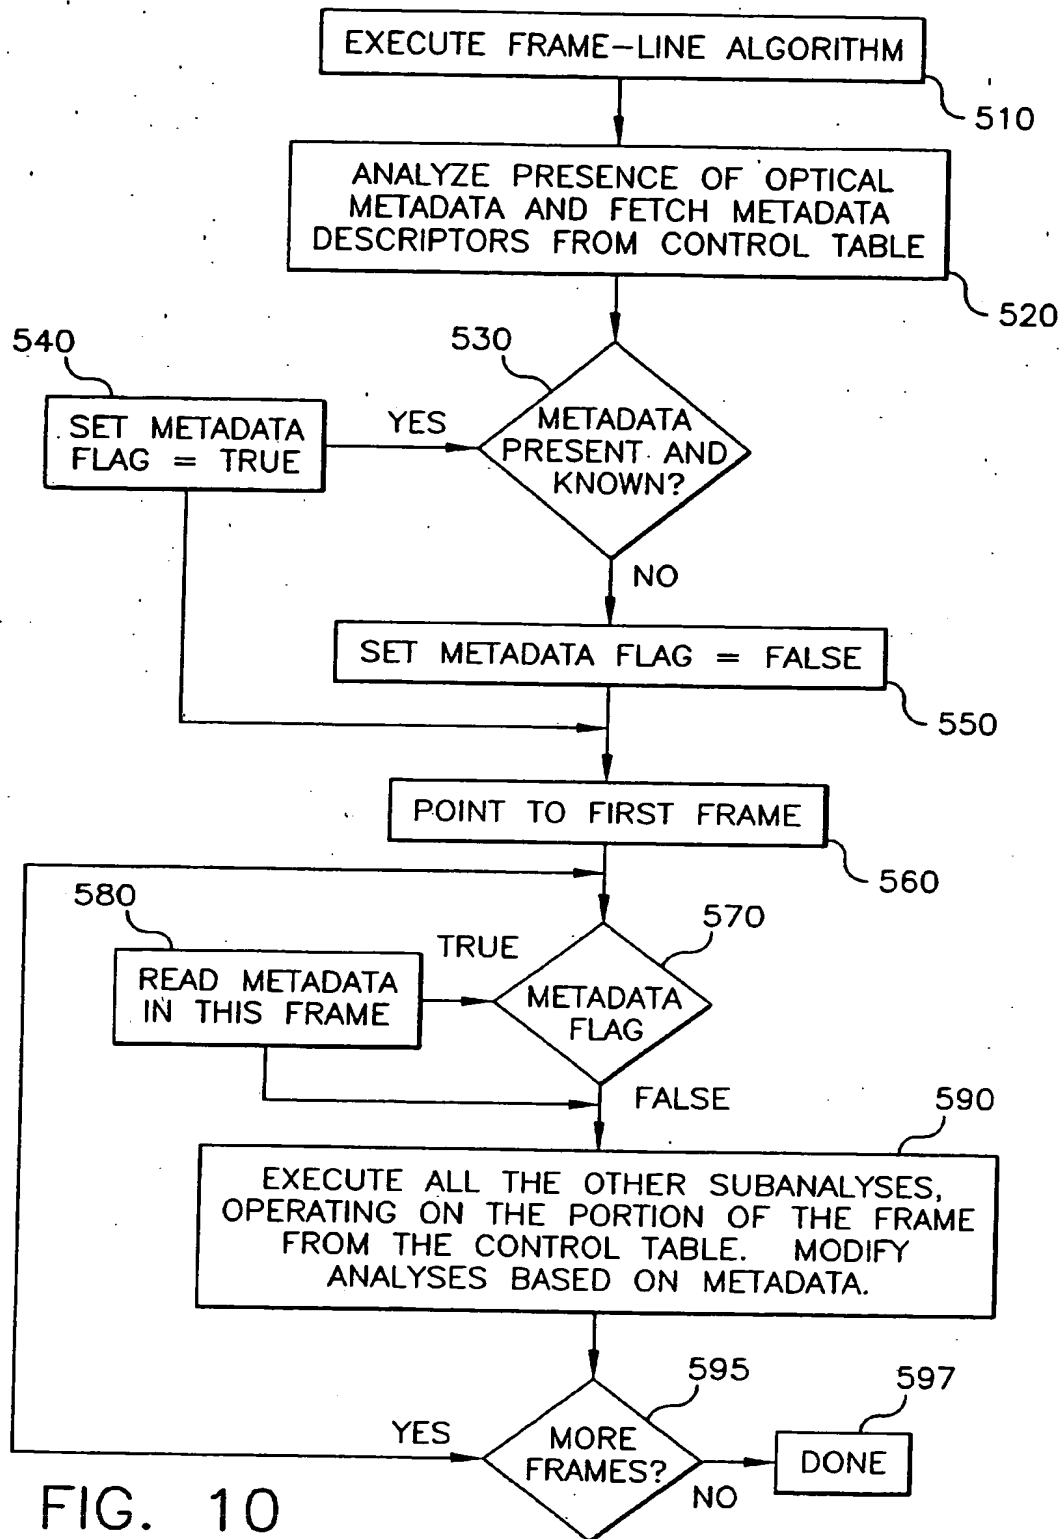 EXECUTE FRAME-LINE ALGORITHM
510
ANALYZE PRESENCE OF OPTICAL
METADATA AND FETCH METADATA
DESCRIPTORS FROM CONTROL TABLE
520
530
540
SET METADATA
FLAG = TRUE
YES
METADATA
PRESENT AND
KNOWN?
NO
SET METADATA FLAG = FALSE
550
POINT TO FIRST FRAME
560
570
580
TRUE
READ METADATA
IN THIS FRAME
METADATA
FLAG
FALSE
590
EXECUTE ALL THE OTHER SUBANALYSES,
OPERATING ON THE PORTION OF THE FRAME
FROM THE CONTROL TABLE. MODIFY
ANALYSES BASED ON METADATA.
595
597
YES
MORE
FRAMES?
NO
DONE
FIG. 10